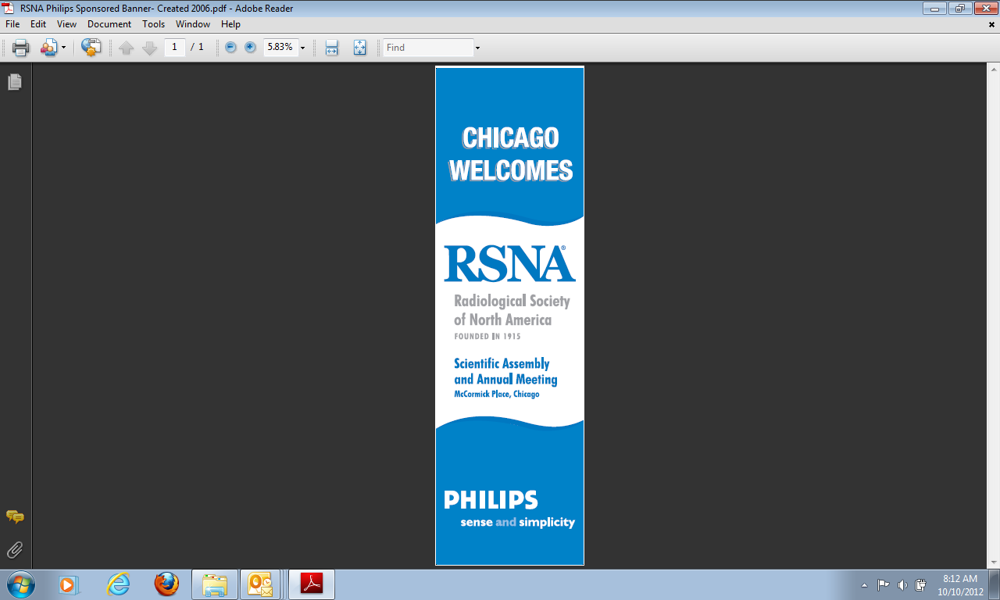 RSNA Philips Sponsored Banner- Created 2006.pdf - Adobe Reader
File Edit View Document Tools Window Help
1 / 1 5.83% Find
CHICAGO
WELCOMES
RSNA®
Radiological Society
of North America
FOUNDED IN 1915
Scientific Assembly
and Annual Meeting
McCormick Place, Chicago
PHILIPS
sense and simplicity
8:12 AM
10/10/2012